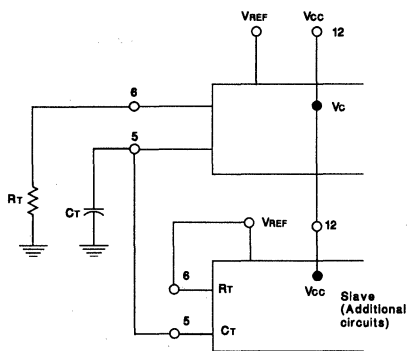 VREF
VCC
12
6
VC
5
RT
CT
12
VREF
6
RT
VCC
Slave
(Additional
circuits)
5
CT